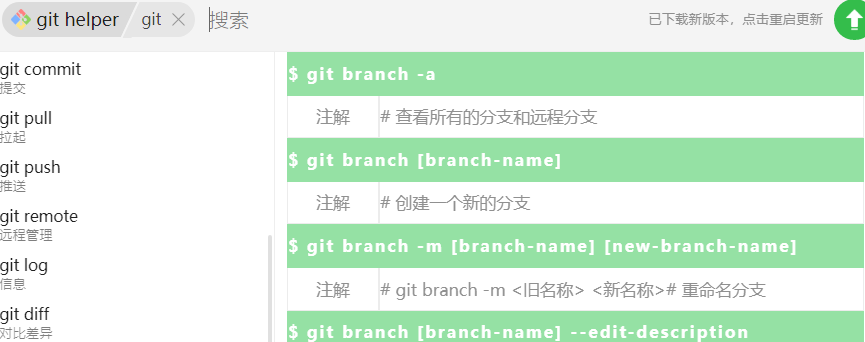 git helper git 搜索 已下载新版本，点击重启更新
git commit
提交
git pull
拉起
git push
推送
git remote
远程管理
git log
信息
git diff
对比差异
$ git branch -a
注解 # 查看所有的分支和远程分支
$ git branch [branch-name]
注解 # 创建一个新的分支
$ git branch -m [branch-name] [new-branch-name]
注解 # git branch -m <旧名称> <新名称># 重命名分支
$ git branch [branch-name] --edit-description